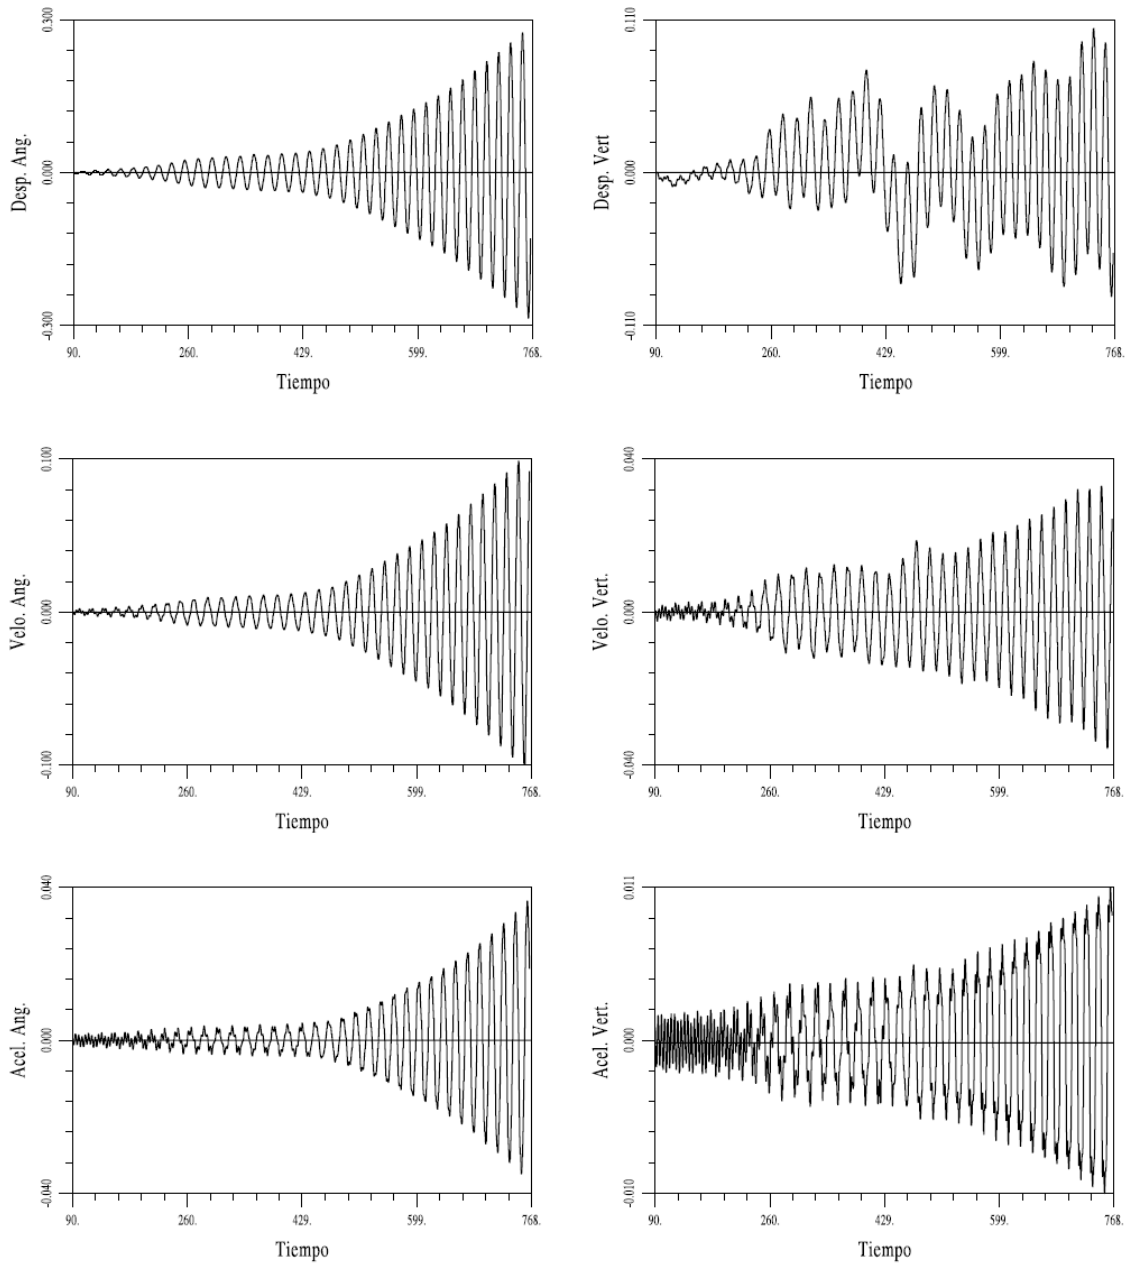 0.300
0.000
-0.300
Desp. Ang.
90. 260. 429. 599. 768.
Tiempo
0.110
0.000
-0.110
Desp. Vert
90. 260. 429. 599. 768.
Tiempo
0.100
0.000
-0.100
Velo. Ang.
90. 260. 429. 599. 768.
Tiempo
0.040
0.000
-0.040
Velo. Vert.
90. 260. 429. 599. 768.
Tiempo
0.040
0.000
-0.040
Acel. Ang.
90. 260. 429. 599. 768.
Tiempo
0.011
0.000
-0.010
Acel. Vert.
90. 260. 429. 599. 768.
Tiempo